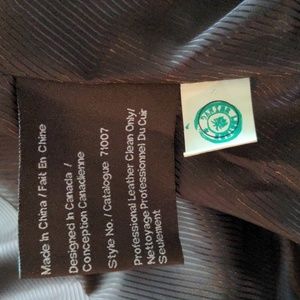 Made In China / Fait En Chine
Designed In Canada /
Conception Canadienne
Style No. / Catalogue 71007
Professional Leather Clean Only/
Nettoyage Professionnel Du Cuir
Seulement